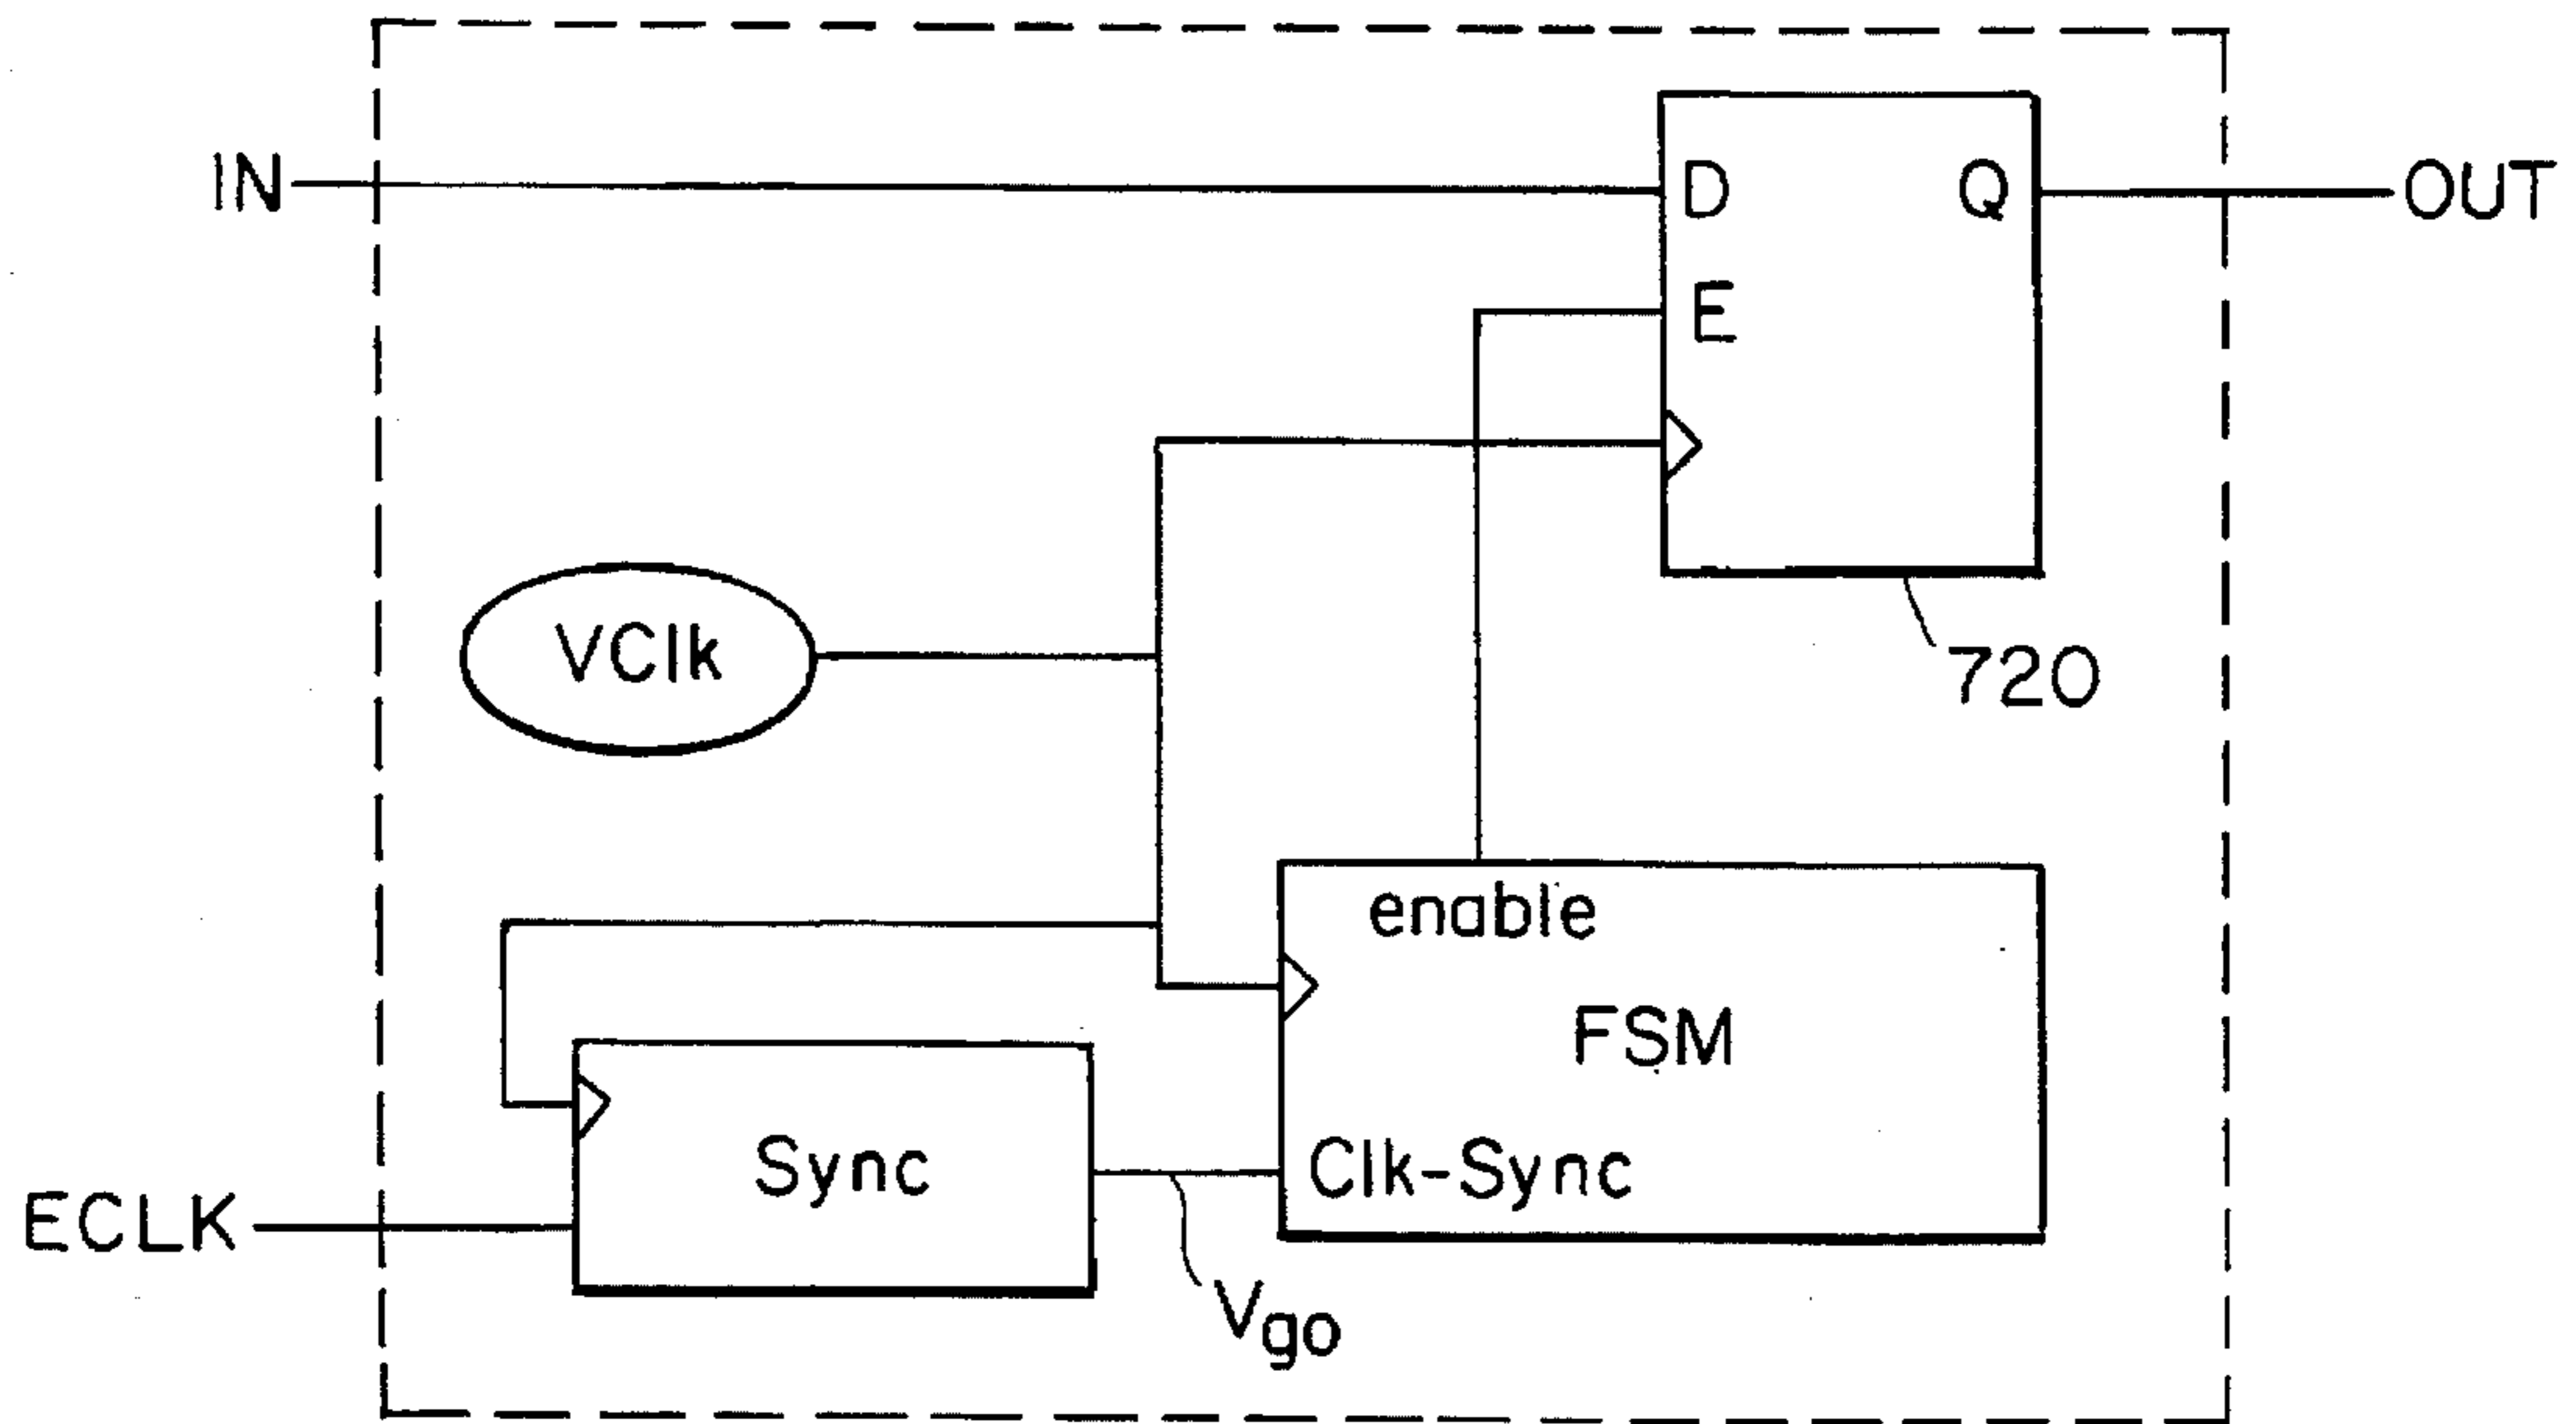 IN
D
Q
OUT
E
VClk
720
enable
FSM
Sync
Clk-Sync
ECLK
Vgo